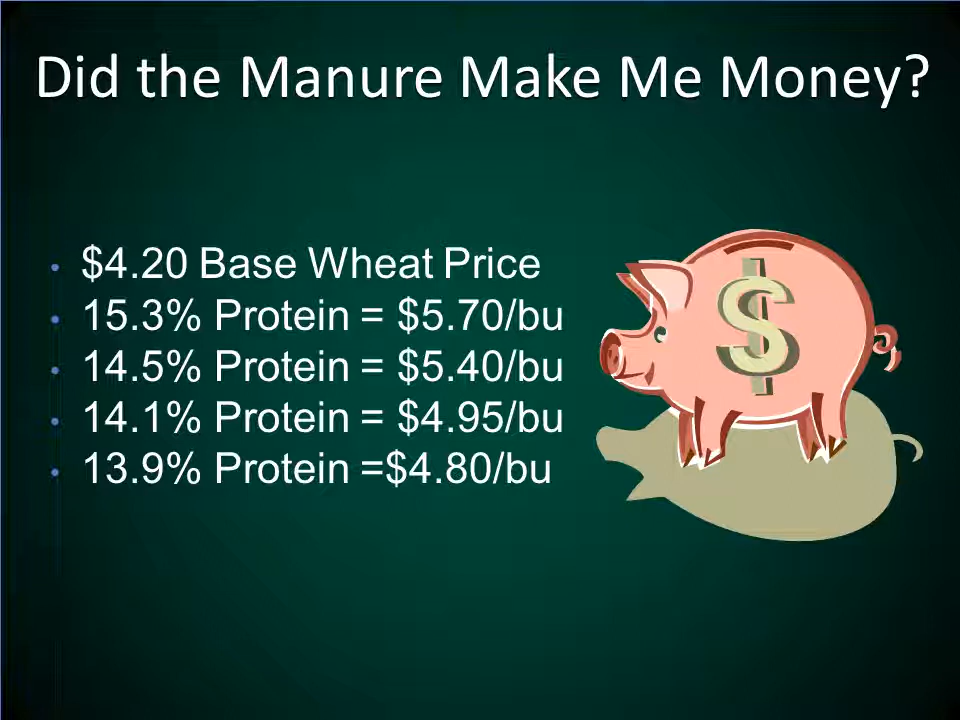 Did the Manure Make Me Money?
• $4.20 Base Wheat Price
• 15.3% Protein = $5.70/bu
• 14.5% Protein = $5.40/bu
• 14.1% Protein = $4.95/bu
• 13.9% Protein =$4.80/bu
$